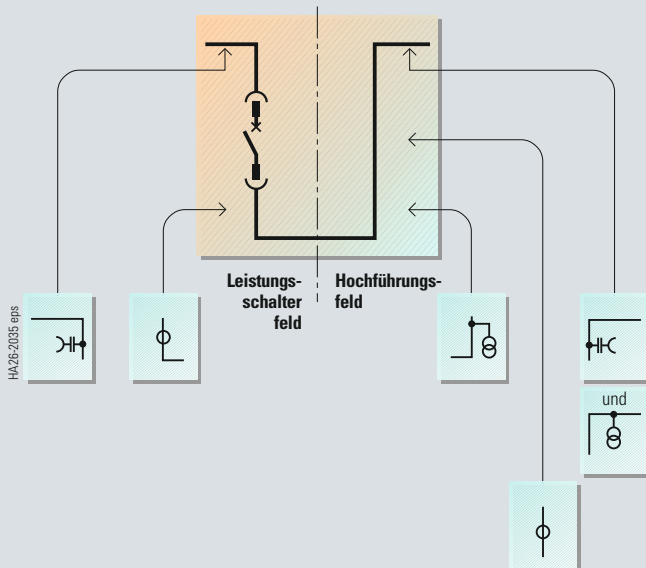 Leistungs-
schalter
feld
Hochführungs-
feld
HA26-2035 eps
und